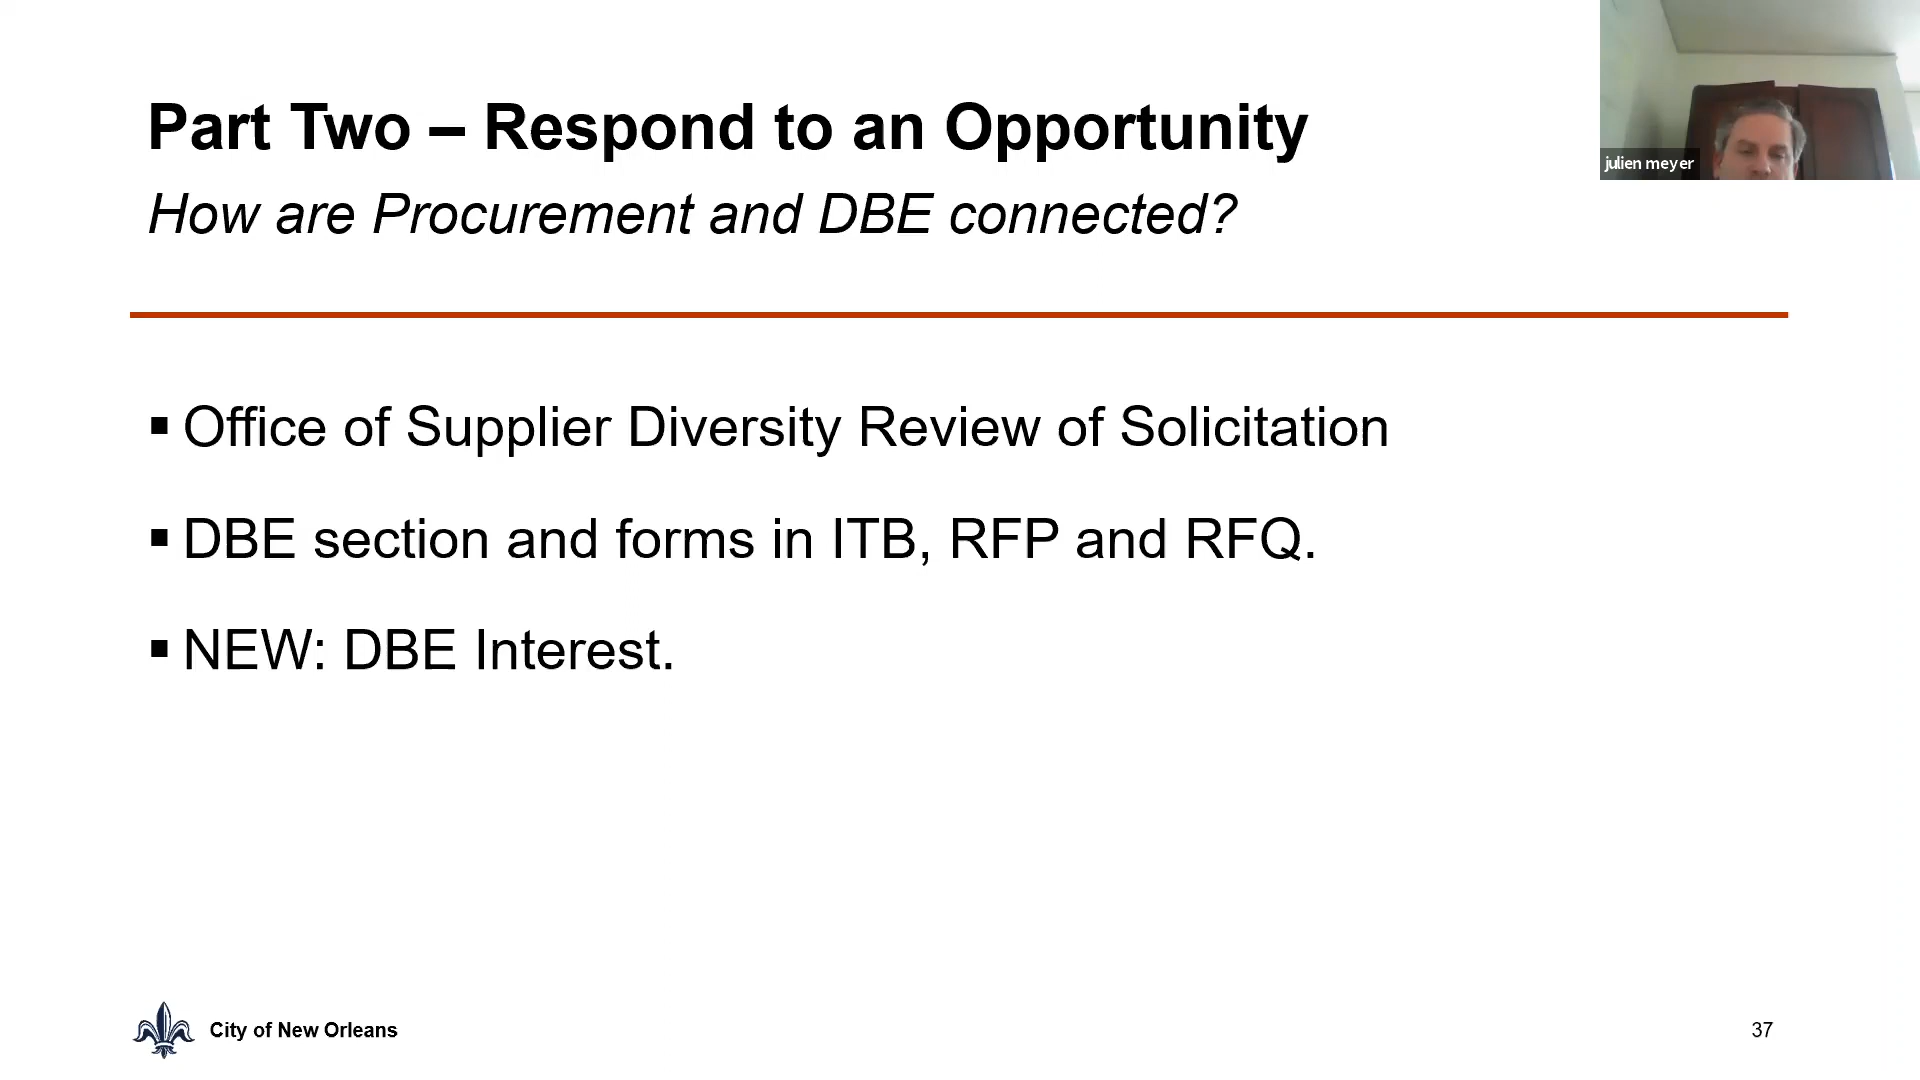 Part Two – Respond to an Opportunity
How are Procurement and DBE connected?
julien meyer
▪ Office of Supplier Diversity Review of Solicitation
▪ DBE section and forms in ITB, RFP and RFQ.
▪ NEW: DBE Interest.
City of New Orleans
37